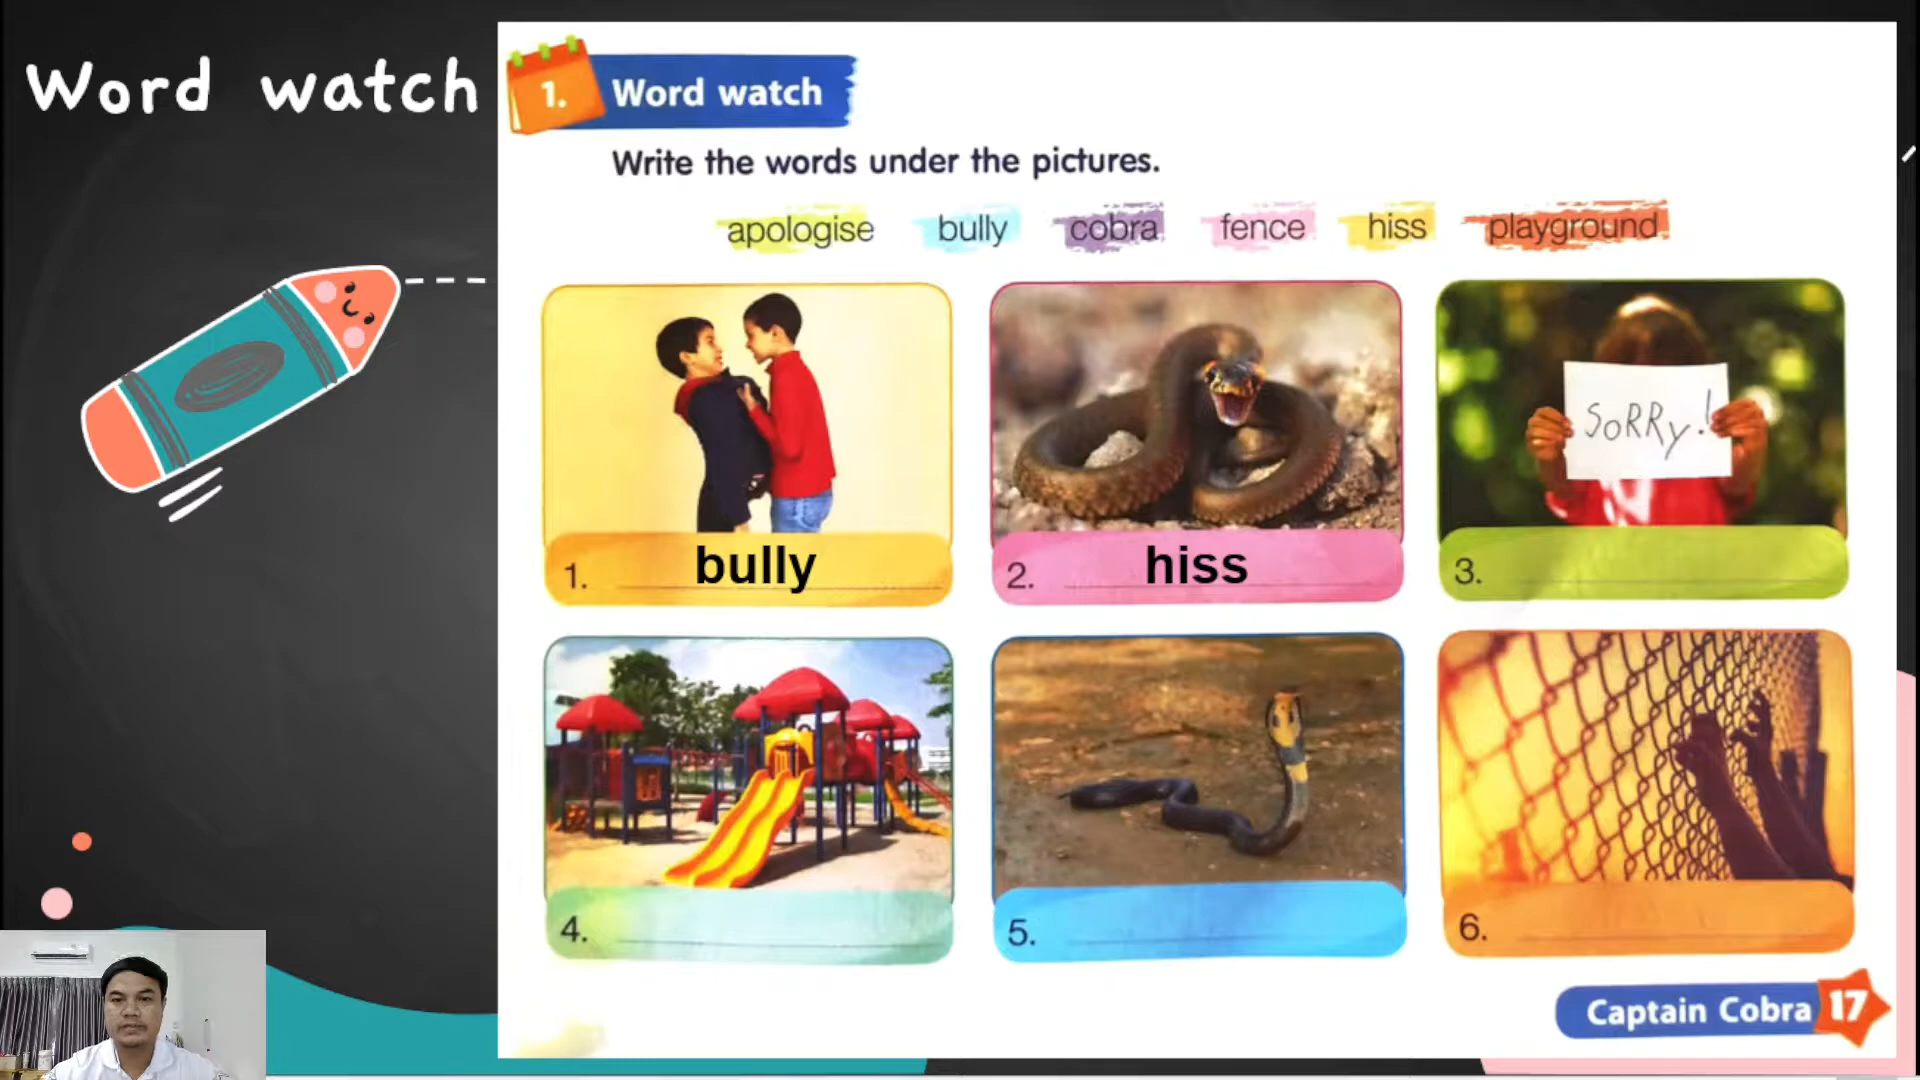 Word watch
1. Word watch
Write the words under the pictures.
apologise bully cobra fence hiss playground
SORRY!
1. bully
2. hiss
3.
4.
5.
6.
Captain Cobra 17